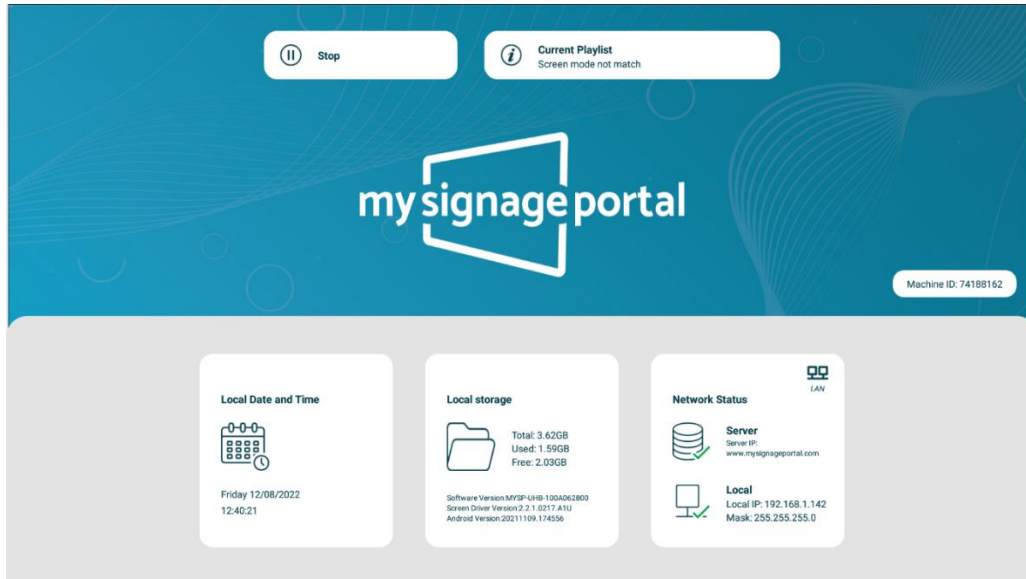 Stop
Current Playlist
Screen mode not match
my signage portal
Machine ID: 74188162
LAN
Local Date and Time
Friday 12/08/2022
12:40:21
Local storage
Total: 3.62GB
Used: 1.59GB
Free: 2.03GB
Software Version:MYSP-UHB-100A062800
Screen Driver Version:2.2.1.0217.A1U
Android Version:20211109.174556
Network Status
Server
Server IP:
www.mysignageportal.com
Local
Local IP: 192.168.1.142
Mask: 255.255.255.0